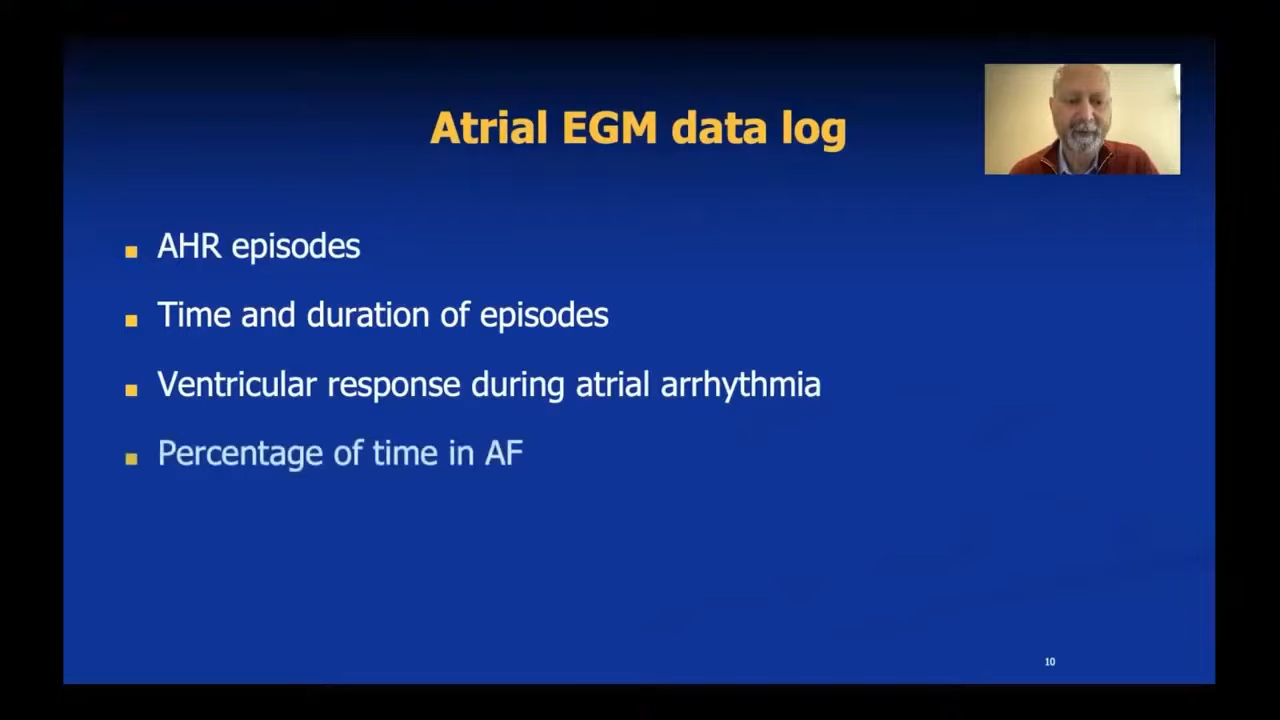 Atrial EGM data log
AHR episodes
Time and duration of episodes
Ventricular response during atrial arrhythmia
Percentage of time in AF
10